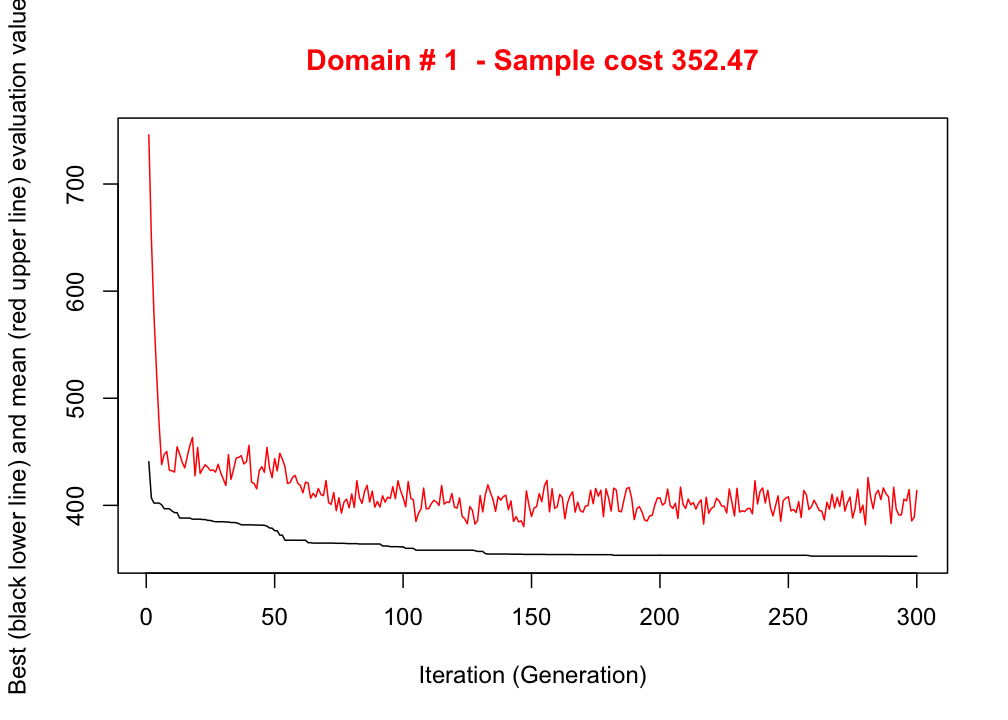 Domain # 1  - Sample cost 352.47
Best (black lower line) and mean (red upper line) evaluation value
700
600
500
400
0 50 100 150 200 250 300
Iteration (Generation)